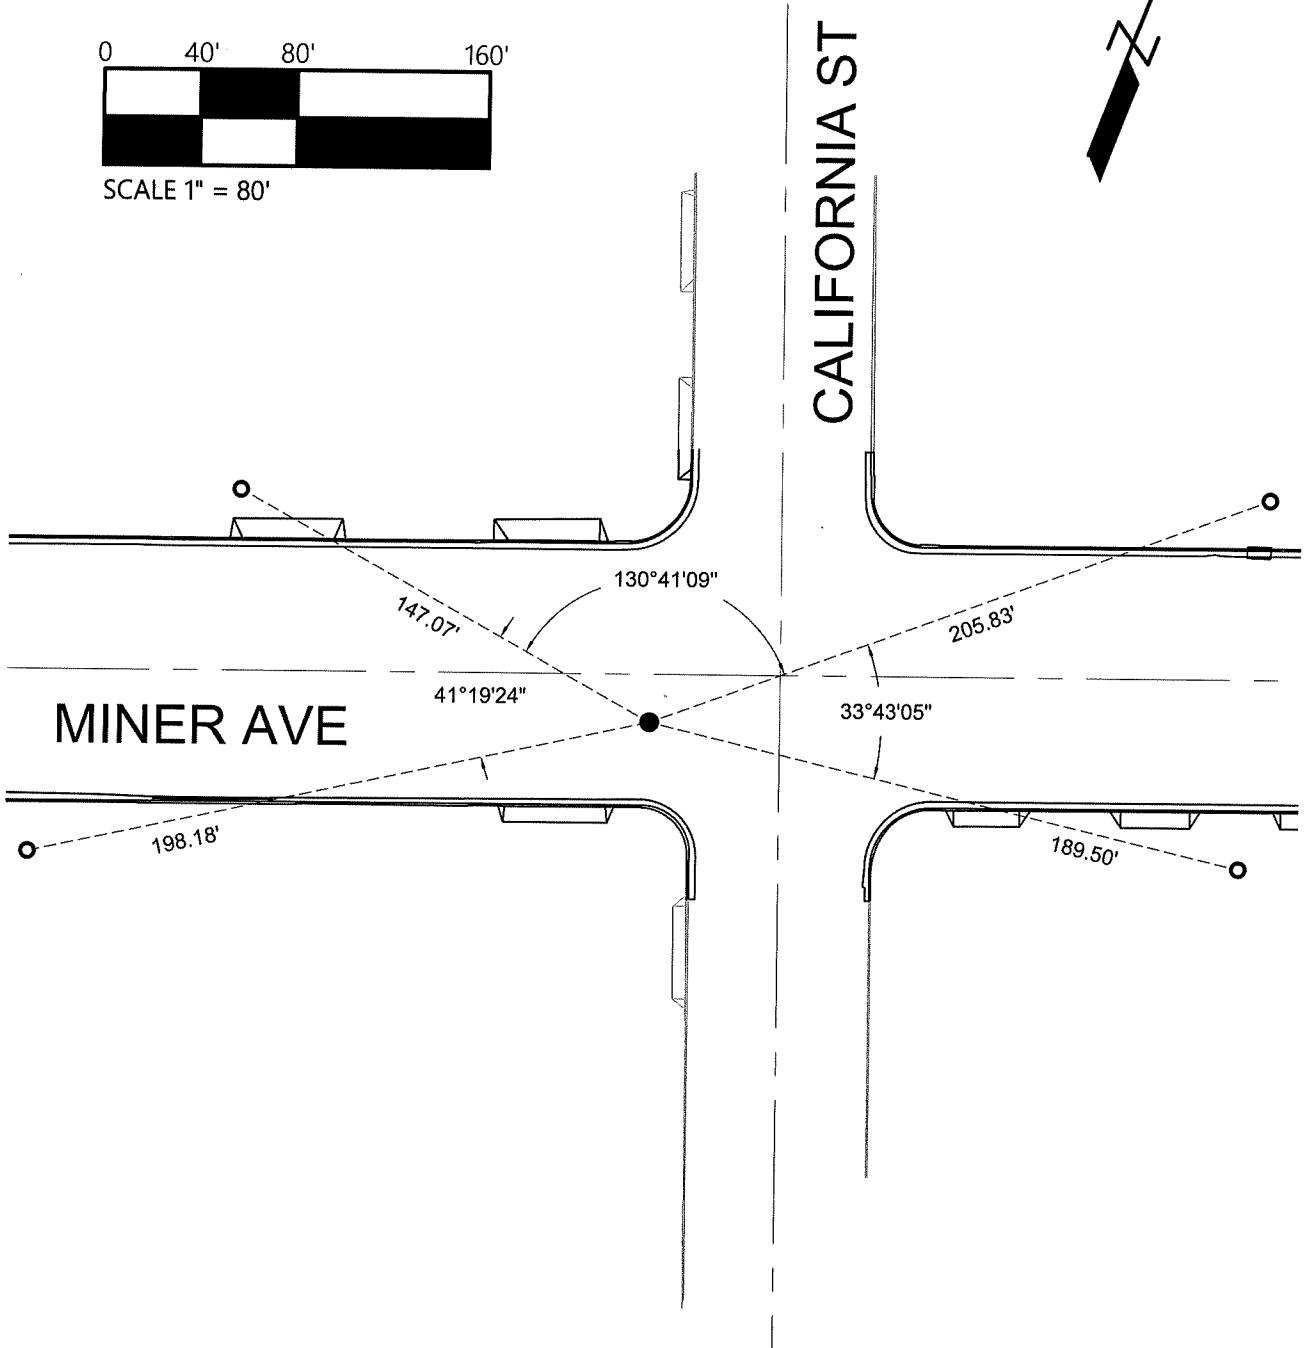 0 40' 80' 160'
SCALE 1" = 80'
N
CALIFORNIA ST
130°41'09"
147.07'
205.83'
41°19'24"
33°43'05"
MINER AVE
198.18'
189.50'